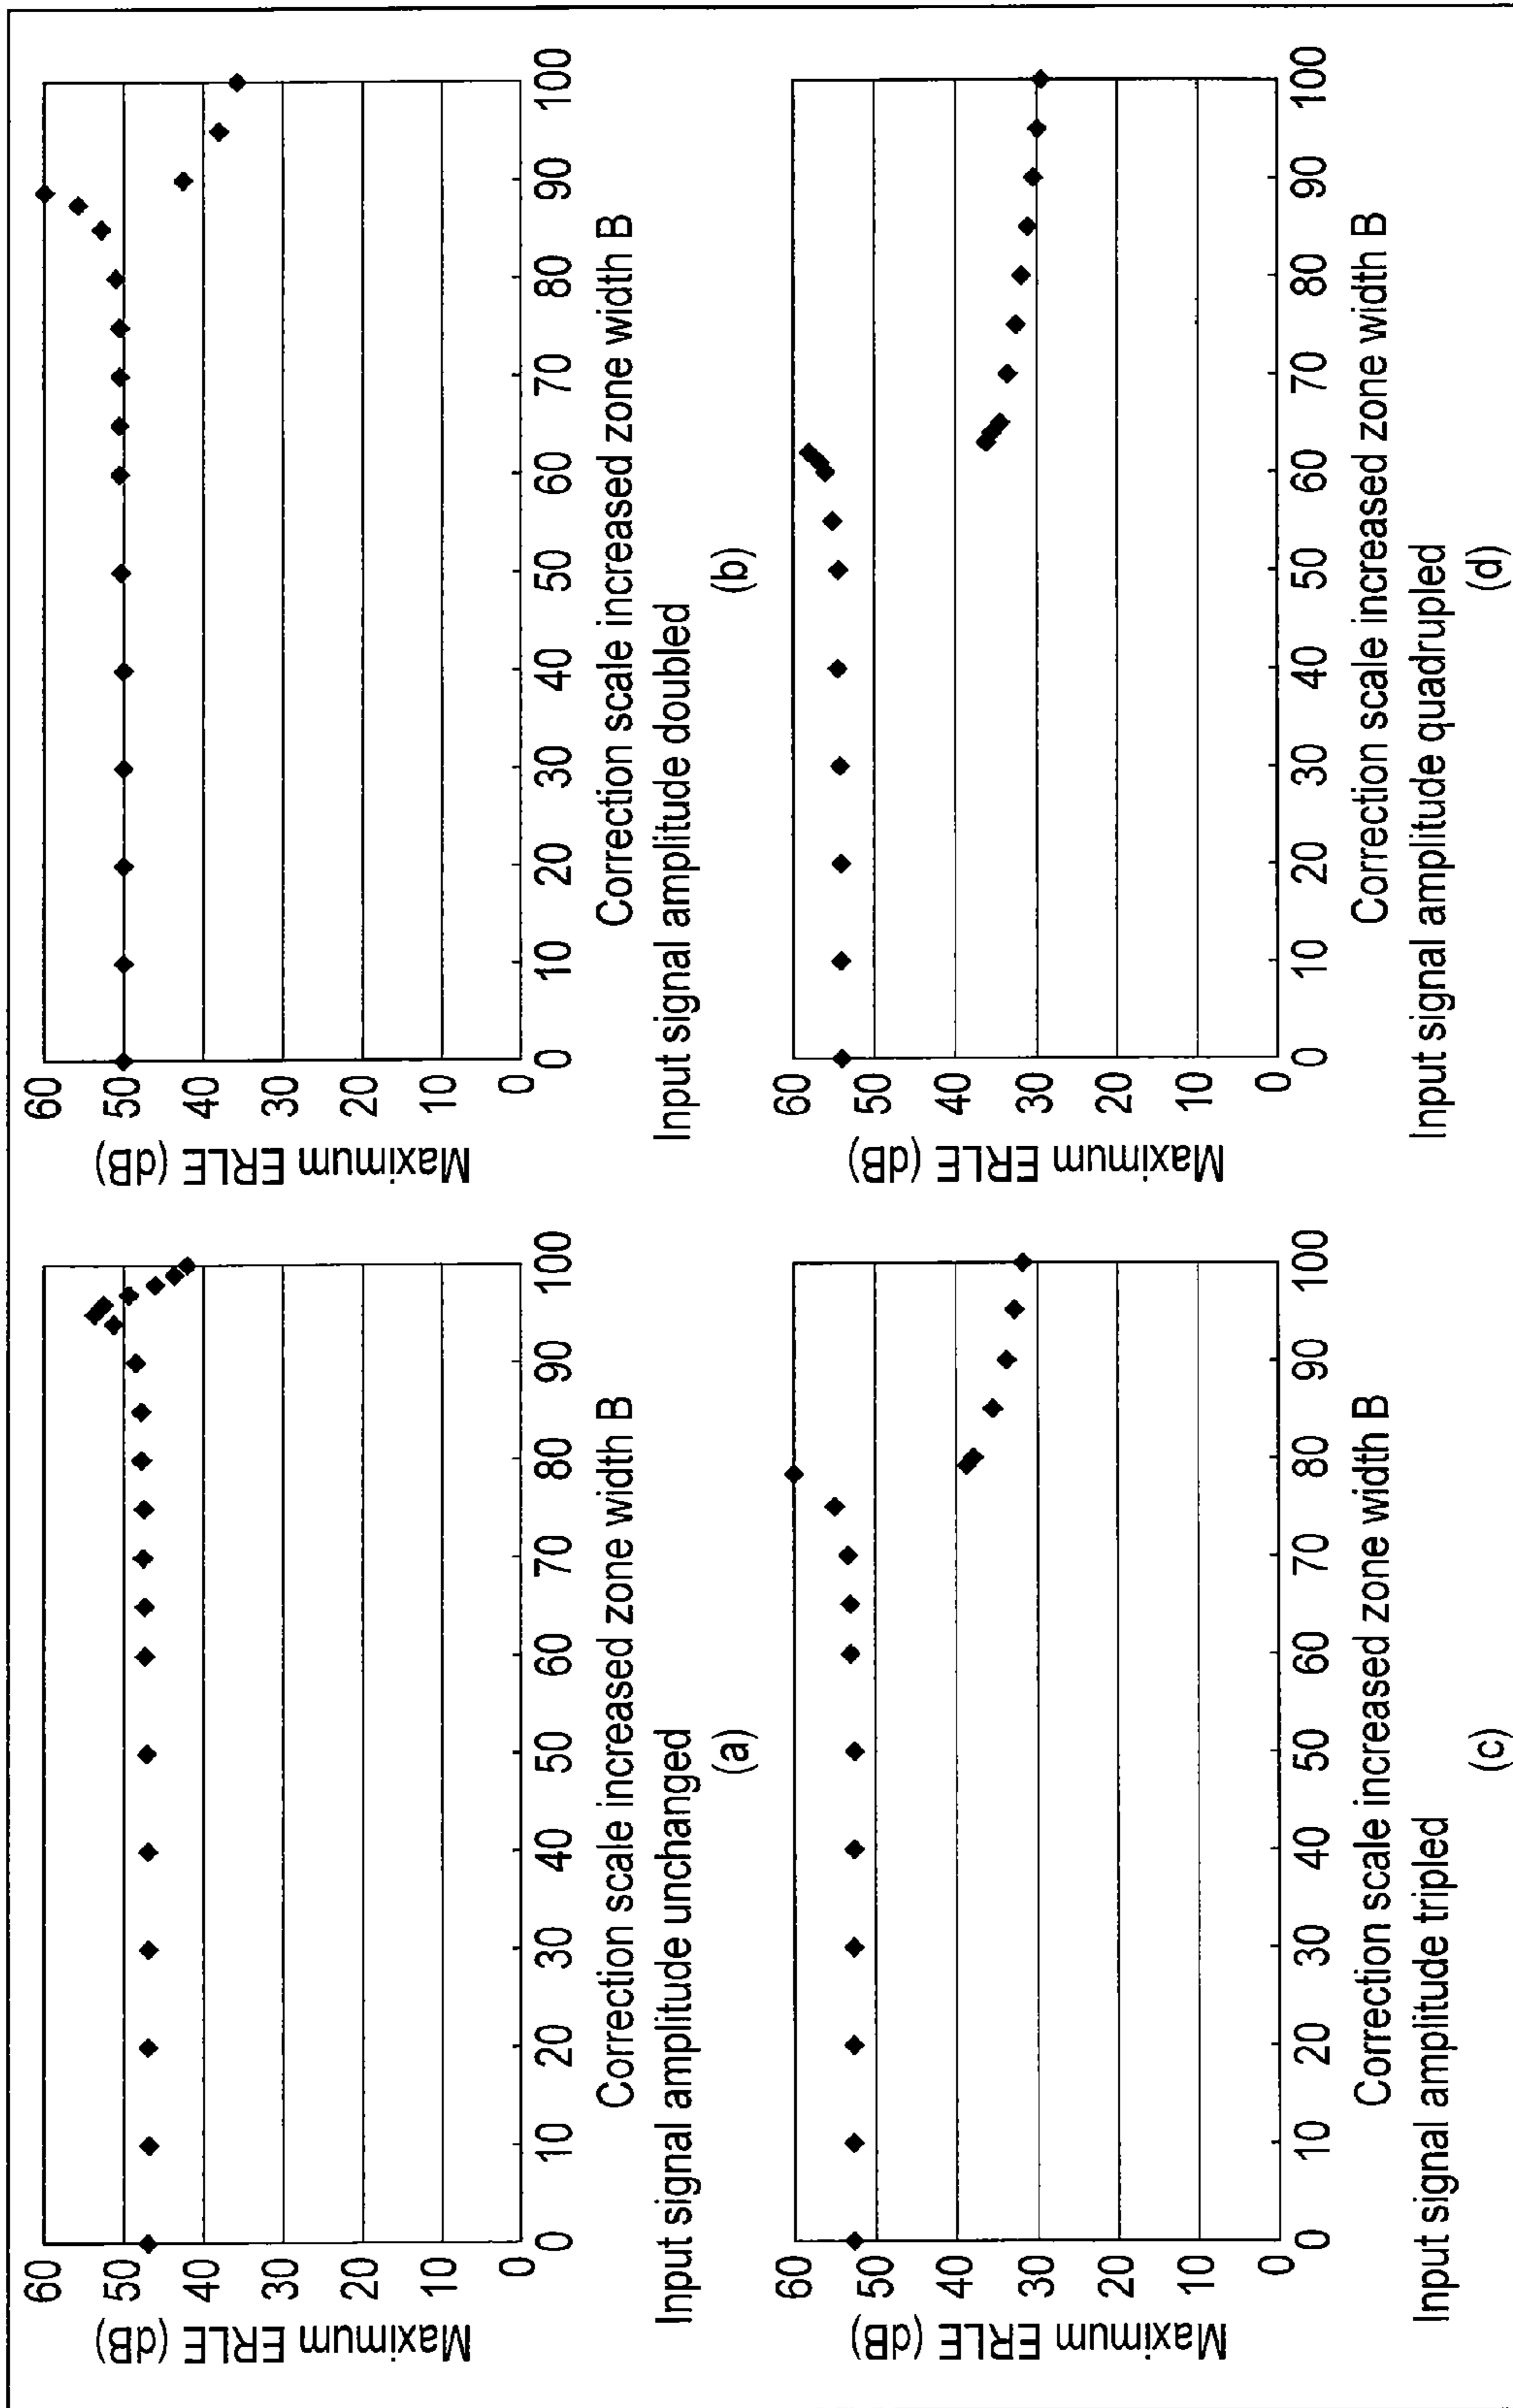 Maximum ERLE (dB)
60
50
40
30
20
10
0
0 10 20 30 40 50 60 70 80 90 100
Correction scale increased zone width B
Input signal amplitude unchanged
(a)
Maximum ERLE (dB)
60
50
40
30
20
10
0
0 10 20 30 40 50 60 70 80 90 100
Correction scale increased zone width B
Input signal amplitude doubled
(b)
Maximum ERLE (dB)
60
50
40
30
20
10
0
0 10 20 30 40 50 60 70 80 90 100
Correction scale increased zone width B
Input signal amplitude tripled
(c)
Maximum ERLE (dB)
60
50
40
30
20
10
0
0 10 20 30 40 50 60 70 80 90 100
Correction scale increased zone width B
Input signal amplitude quadrupled
(d)